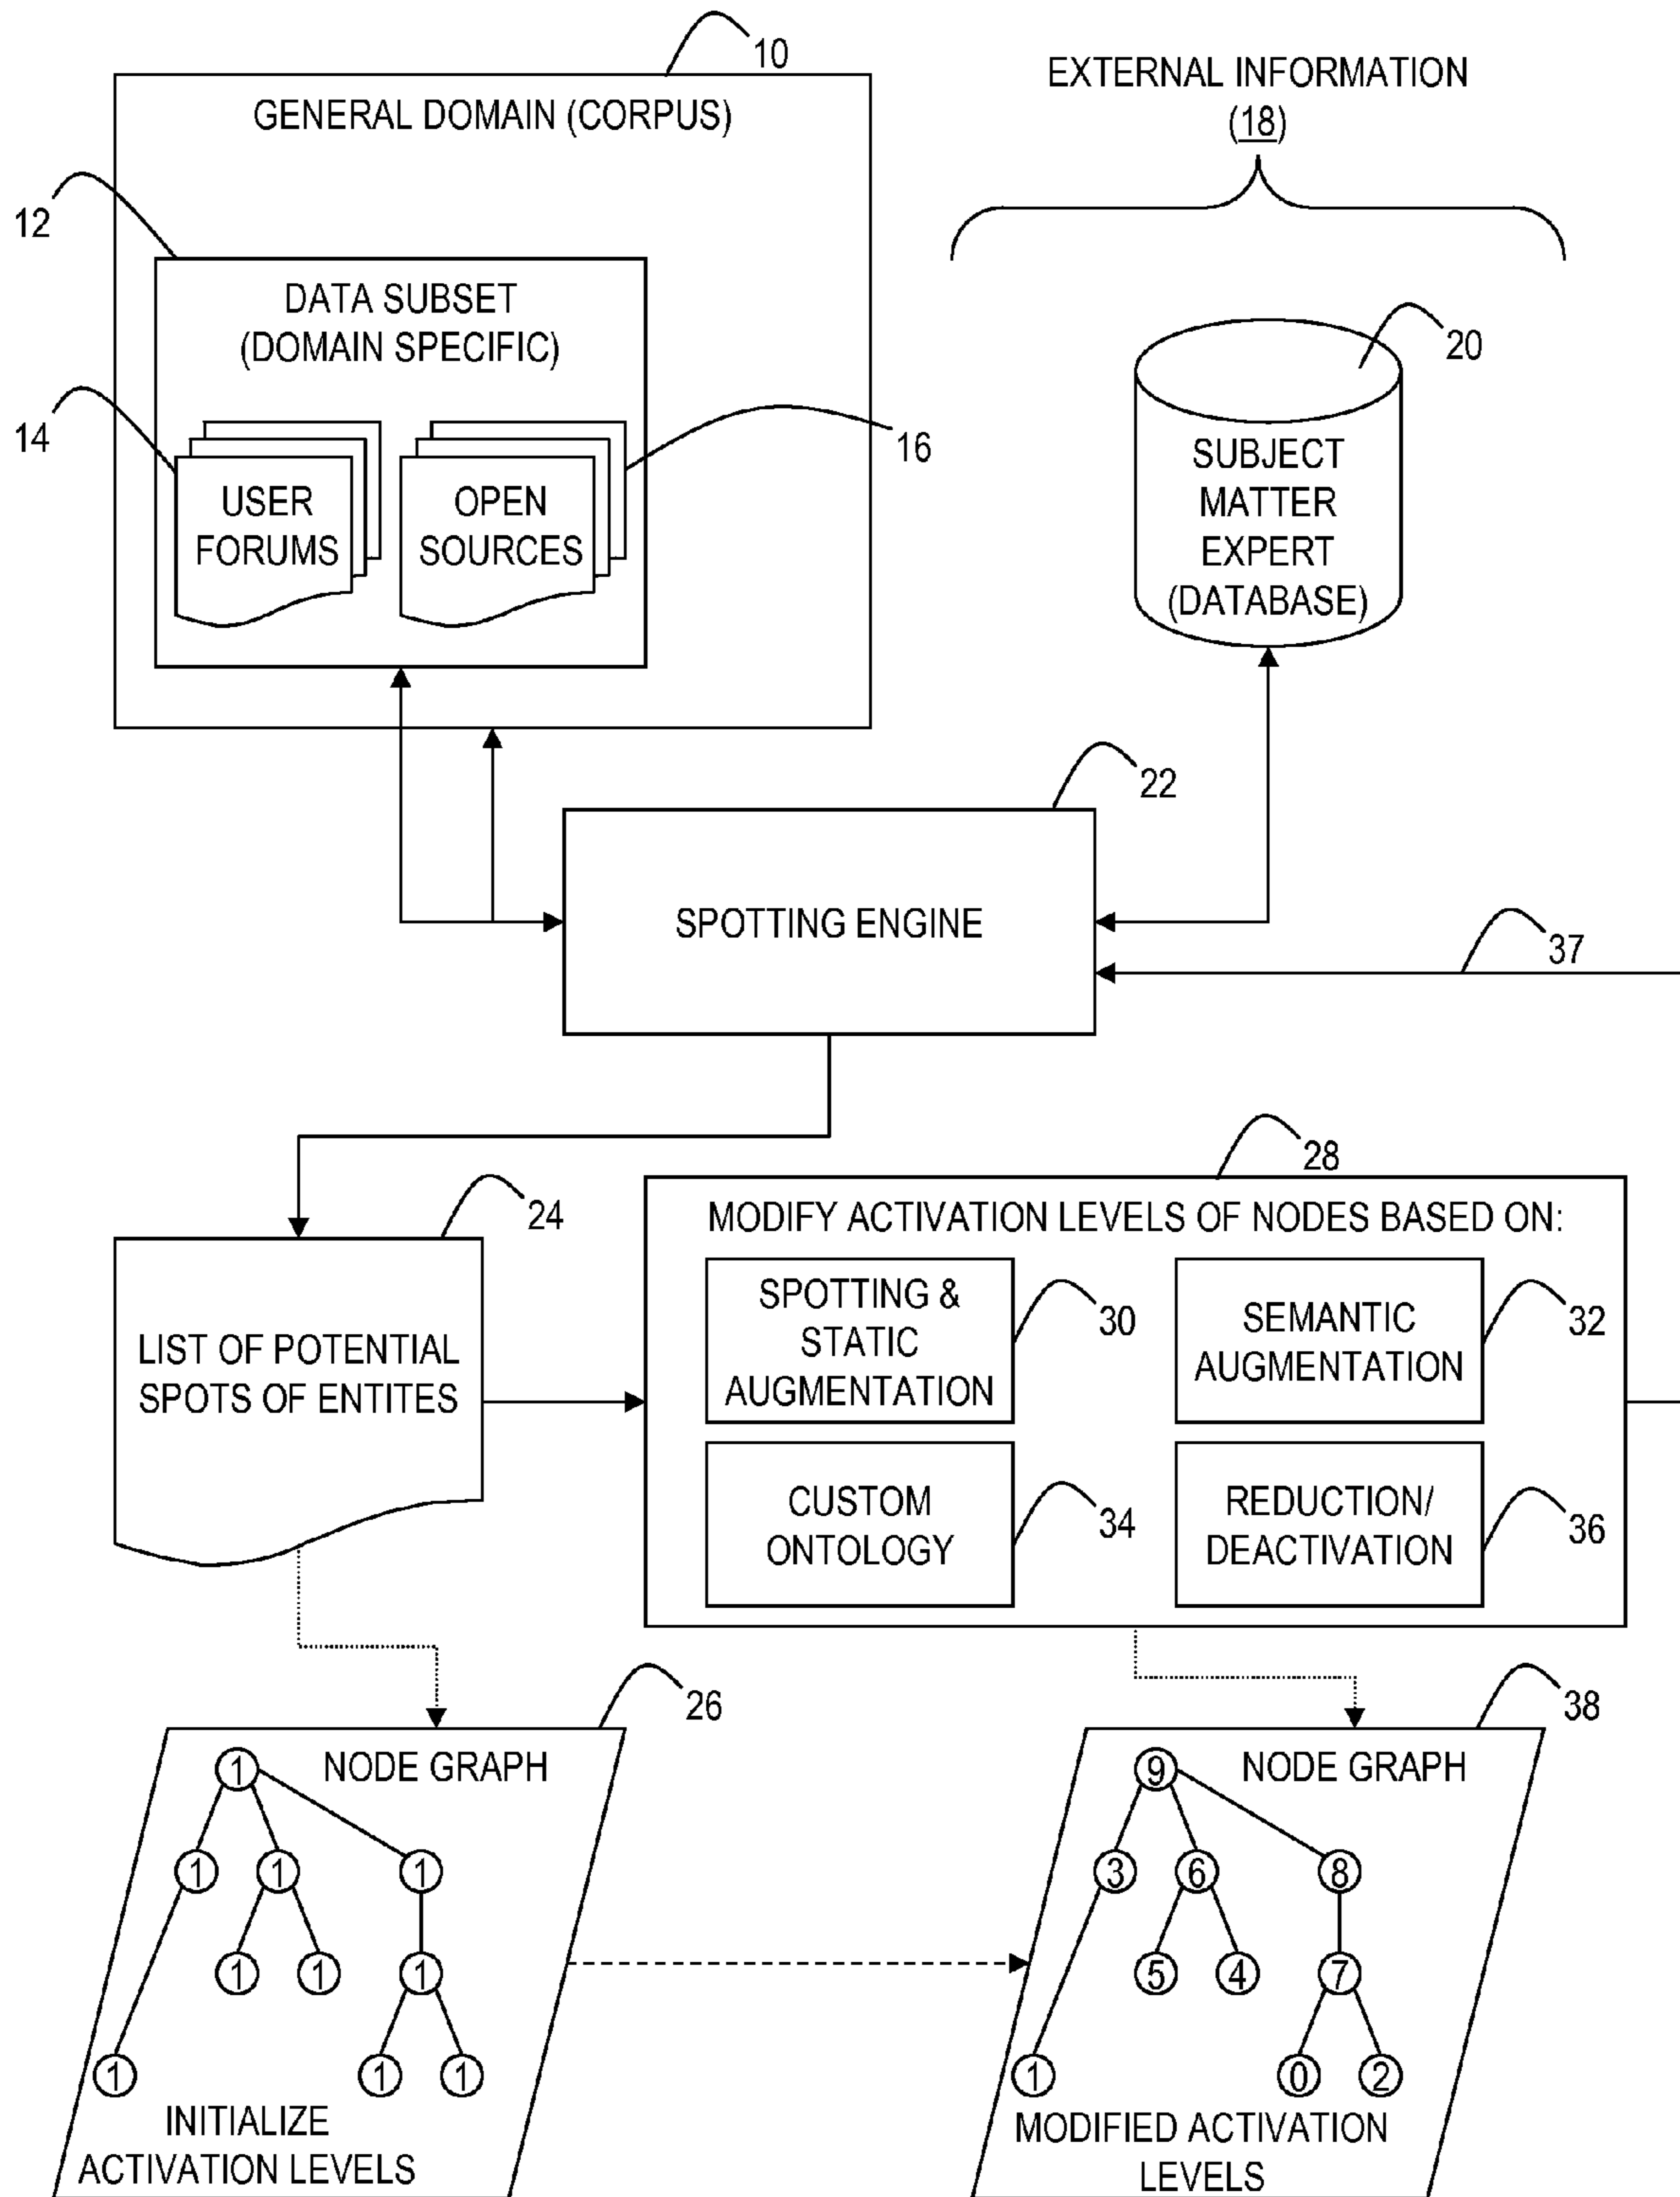 10
GENERAL DOMAIN (CORPUS)
EXTERNAL INFORMATION
(18)
12
DATA SUBSET
(DOMAIN SPECIFIC)
14
USER
FORUMS
OPEN
SOURCES
16
20
SUBJECT
MATTER
EXPERT
(DATABASE)
22
SPOTTING ENGINE
37
24
LIST OF POTENTIAL
SPOTS OF ENTITES
28
MODIFY ACTIVATION LEVELS OF NODES BASED ON:
SPOTTING &
STATIC
AUGMENTATION
30
SEMANTIC
AUGMENTATION
32
CUSTOM
ONTOLOGY
34
REDUCTION/
DEACTIVATION
36
26
NODE GRAPH
1
1 1 1
1 1 1
1 1 1
INITIALIZE
ACTIVATION LEVELS
38
NODE GRAPH
9
3 6 8
5 4 7
1 0 2
MODIFIED ACTIVATION
LEVELS